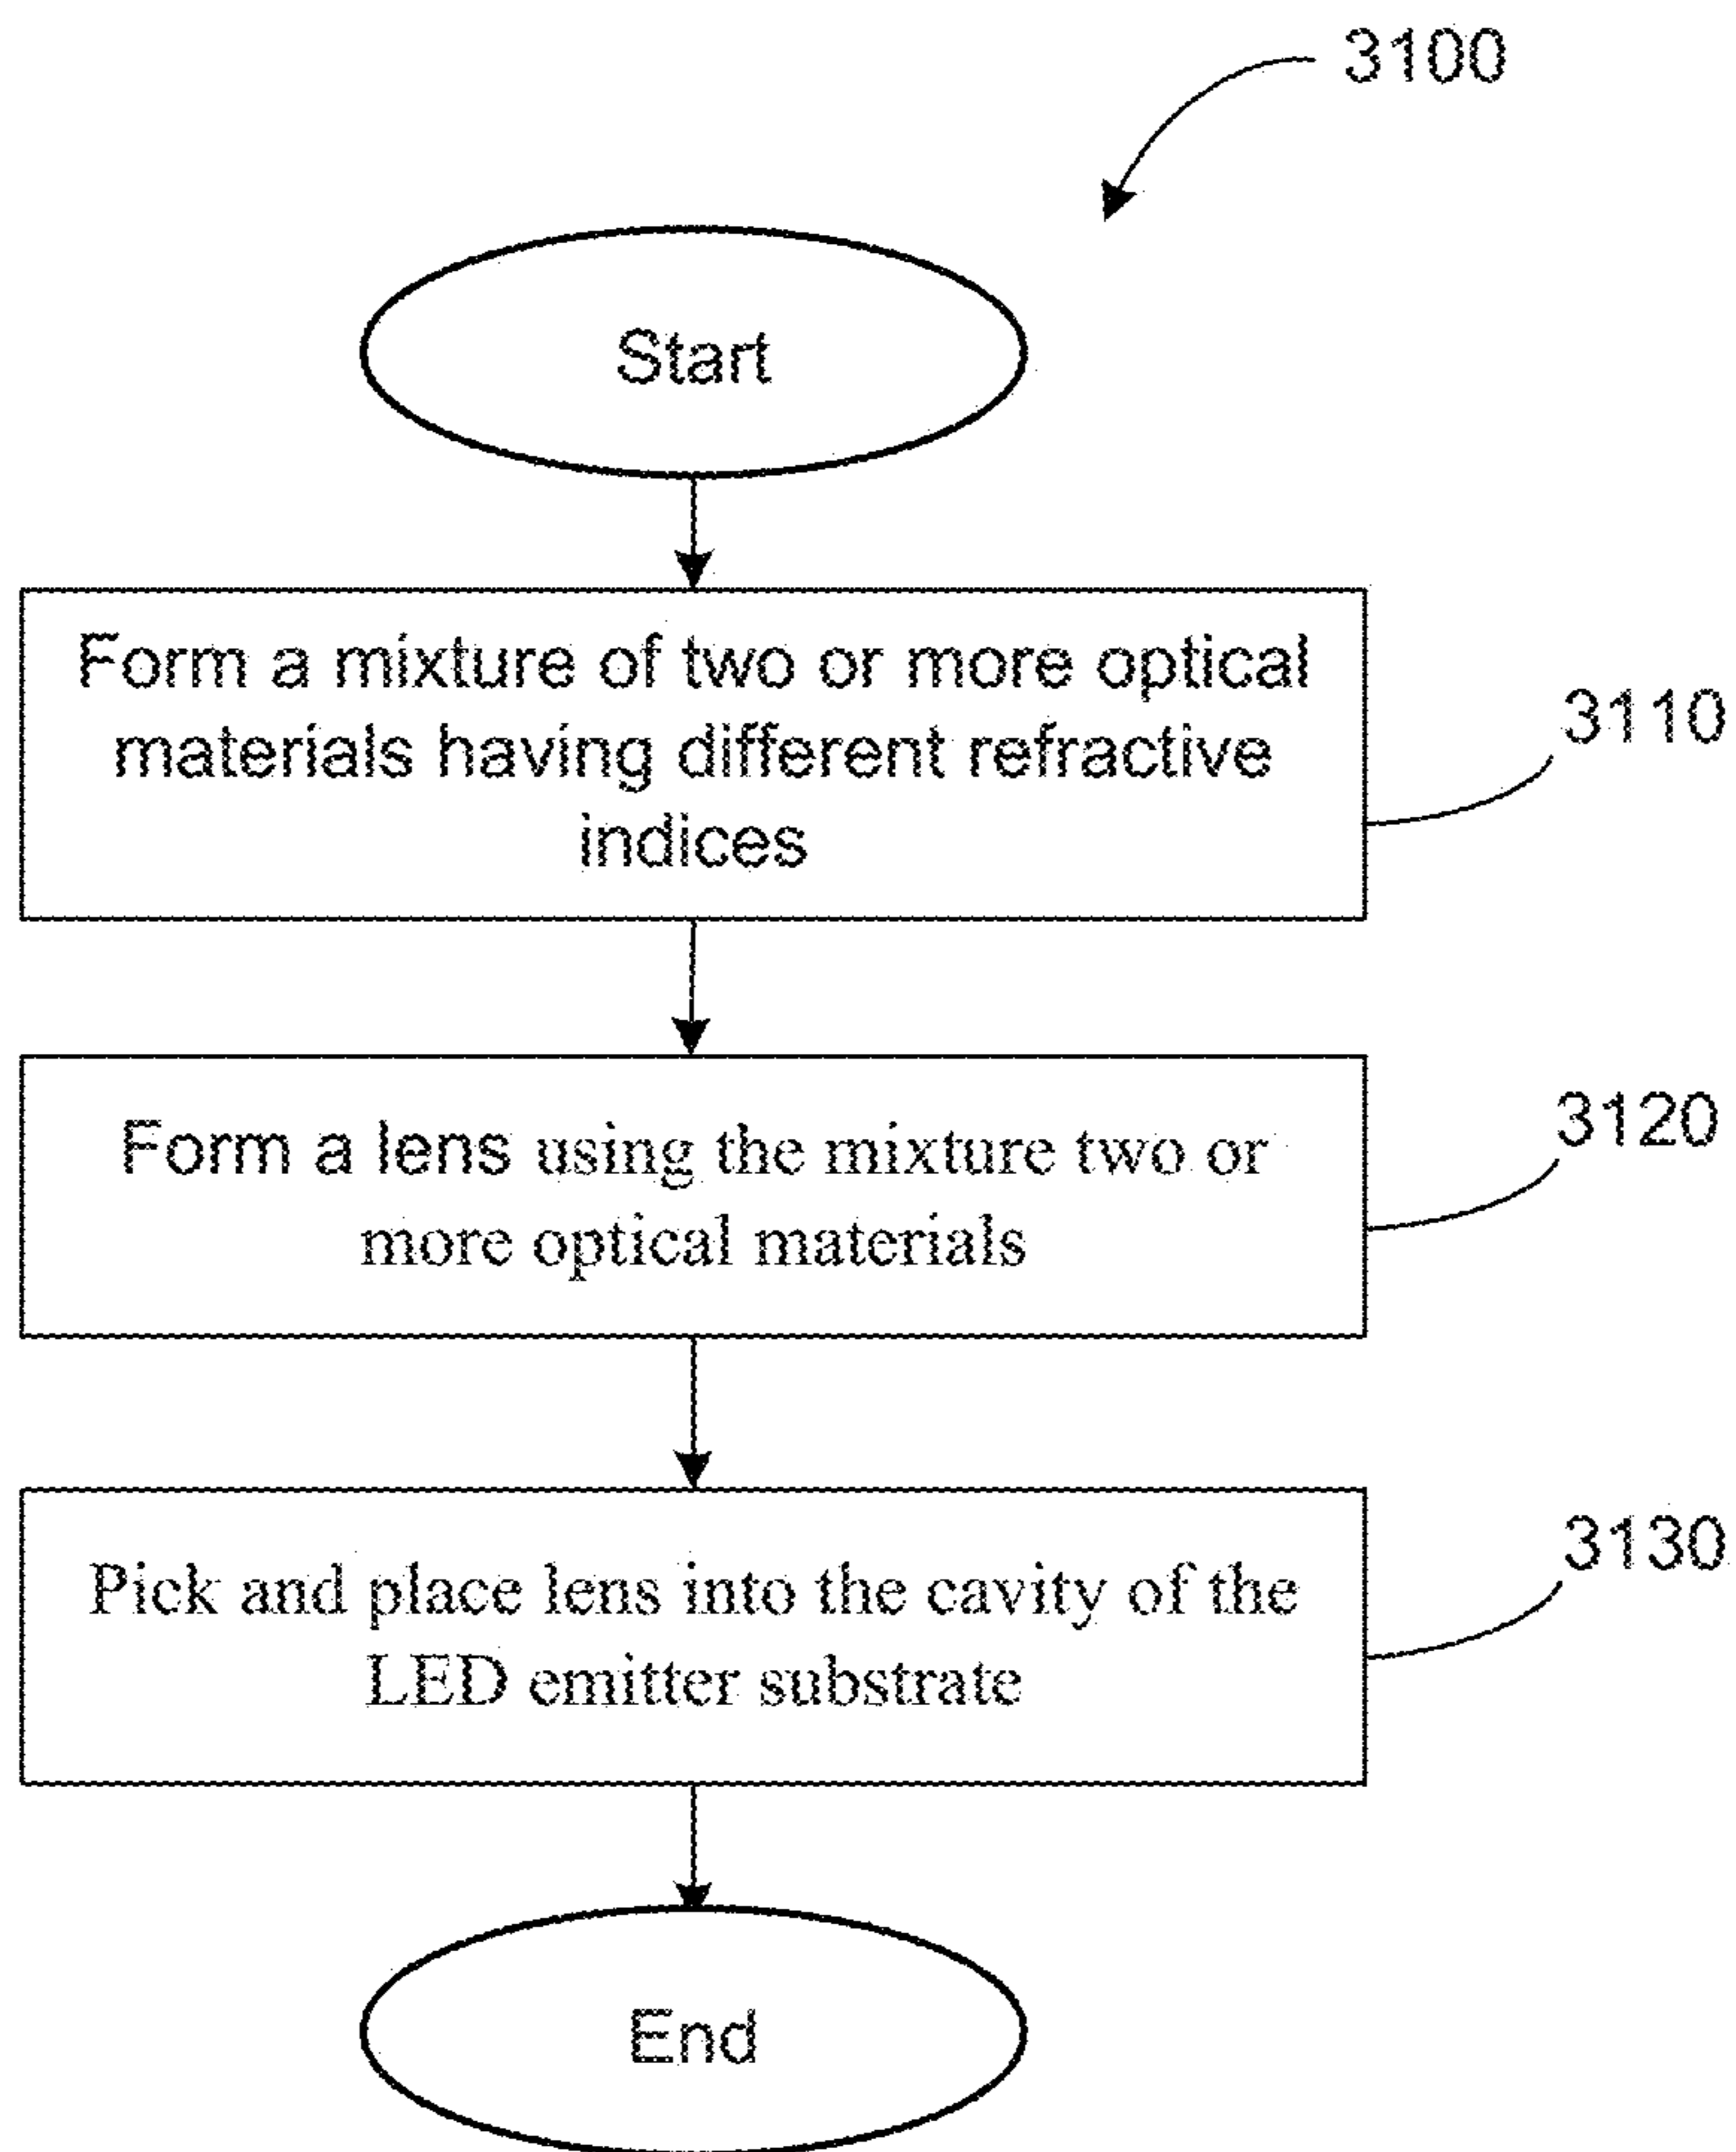 3100
Start
Form a mixture of two or more optical
materials having different refractive
indices
3110
Form a lens using the mixture two or
more optical materials
3120
Pick and place lens into the cavity of the
LED emitter substrate
3130
End